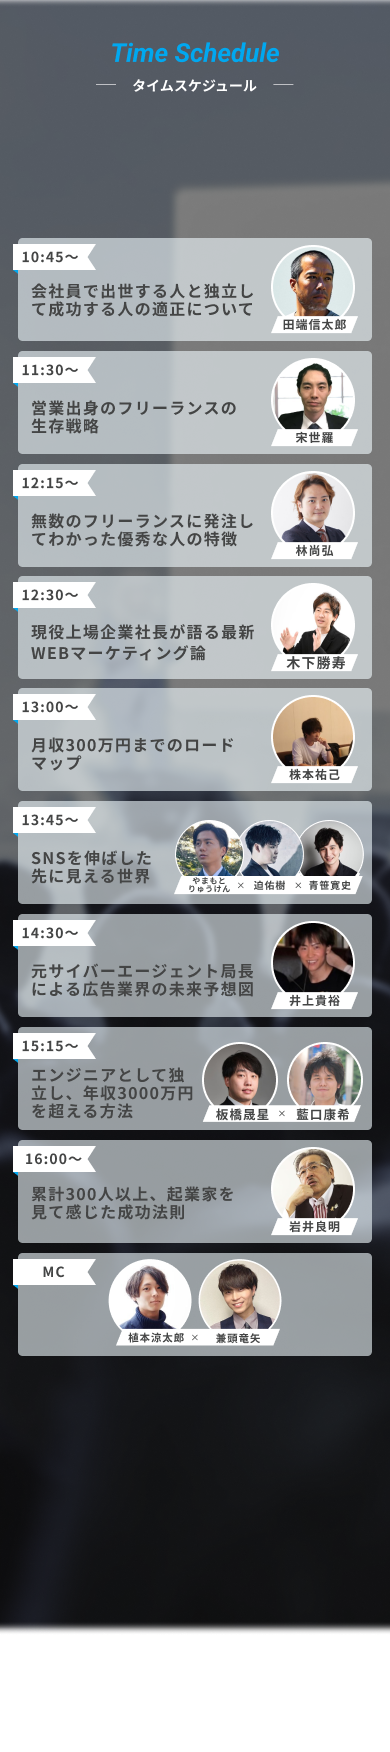 Time Schedule
タイムスケジュール
10:45〜
会社員で出世する人と独立し
て成功する人の適正について
田端信太郎
11:30〜
営業出身のフリーランスの
生存戦略
宋世羅
12:15〜
無数のフリーランスに発注し
てわかった優秀な人の特徴
林尚弘
12:30〜
現役上場企業社長が語る最新
WEBマーケティング論
木下勝寿
13:00〜
月収300万円までのロード
マップ
株本祐己
13:45〜
SNSを伸ばした
先に見える世界
やまもと
りゅうけん × 迫佑樹 × 青笹寛史
14:30〜
元サイバーエージェント局長
による広告業界の未来予想図
井上貴裕
15:15〜
エンジニアとして独
立し、年収3000万円
を超える方法
板橋晟星 × 藍口康希
16:00〜
累計300人以上、起業家を
見て感じた成功法則
岩井良明
MC
植本涼太郎 × 兼頭竜矢